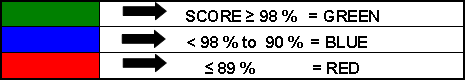 SCORE ≥ 98 % = GREEN
< 98 % to 90 % = BLUE
≤ 89 % = RED